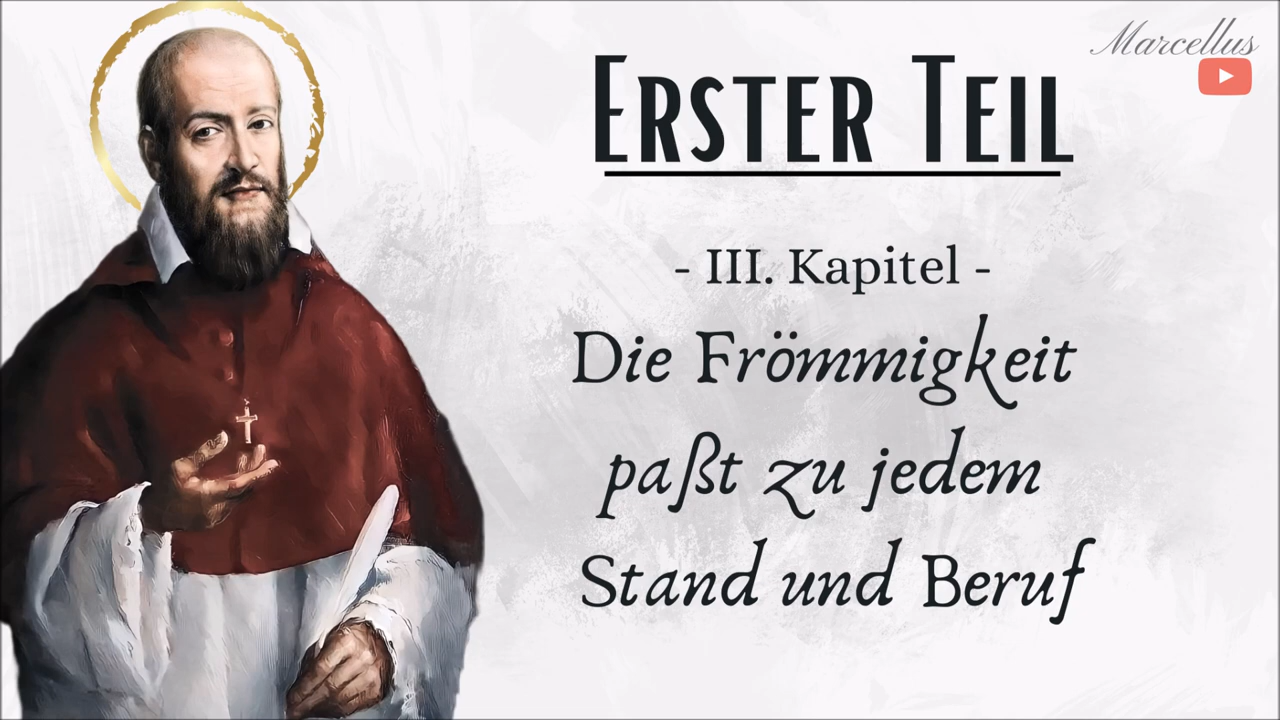 Marcellus
ERSTER TEIL
- III. Kapitel -
Die Frömmigkeit
paßt zu jedem
Stand und Beruf